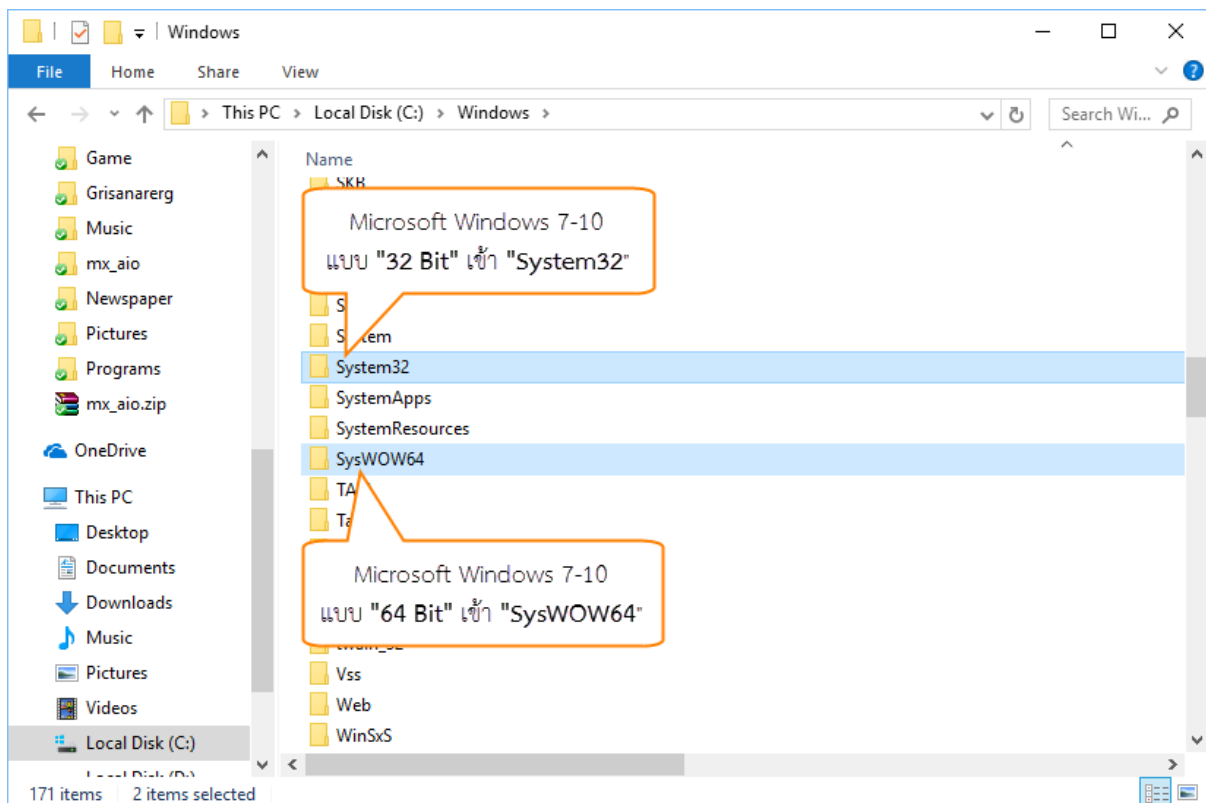 Windows
File Home Share View
This PC > Local Disk (C:) > Windows >
Search Wi...
Game
Grisanarerg
Music
mx_aio
Newspaper
Pictures
Programs
mx_aio.zip
OneDrive
This PC
Desktop
Documents
Downloads
Music
Pictures
Videos
Local Disk (C:)
Name
SKB
Microsoft Windows 7-10
แบบ "32 Bit" เข้า "System32"
System32
SystemApps
SystemResources
SysWOW64
Microsoft Windows 7-10
แบบ "64 Bit" เข้า "SysWOW64"
Vss
Web
WinSxS
171 items 2 items selected